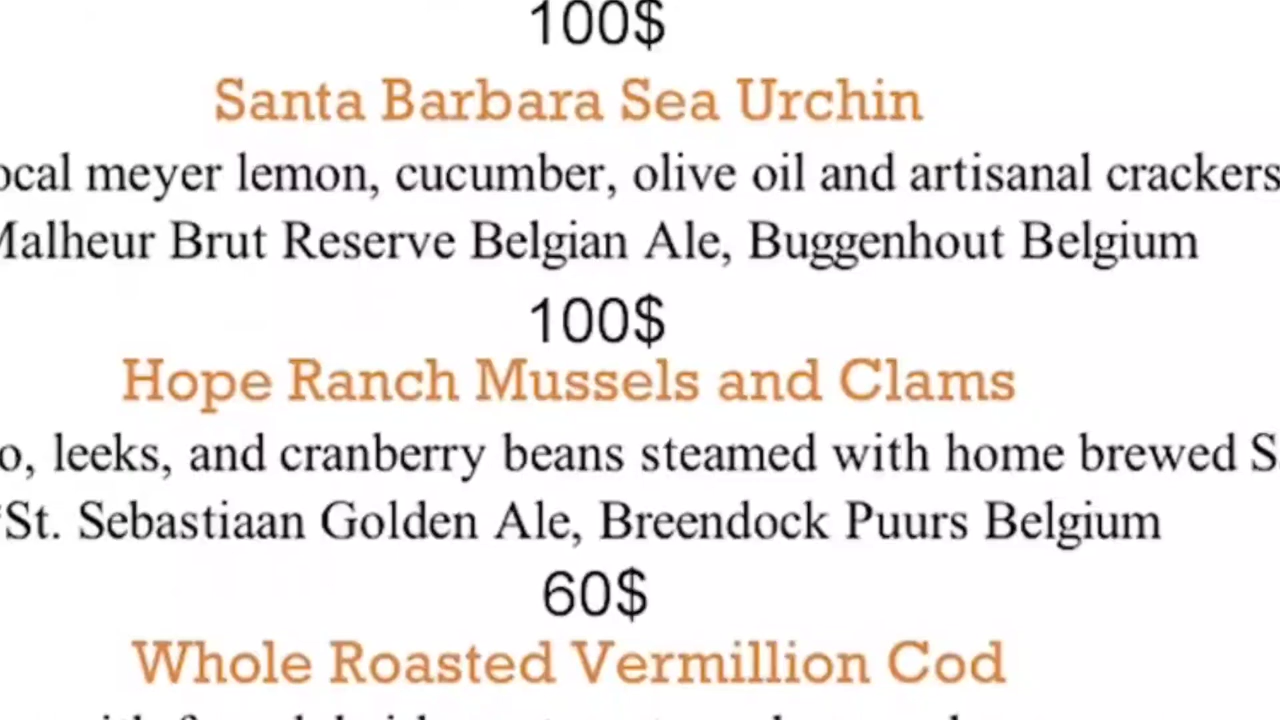 100$
Santa Barbara Sea Urchin
meyer lemon, cucumber, olive oil and artisanal crackers
Malheur Brut Reserve Belgian Ale, Buggenhout Belgium
100$
Hope Ranch Mussels and Clams
leeks, and cranberry beans steamed with home brewed
St. Sebastiaan Golden Ale, Breendock Puurs Belgium
60$
Whole Roasted Vermillion Cod